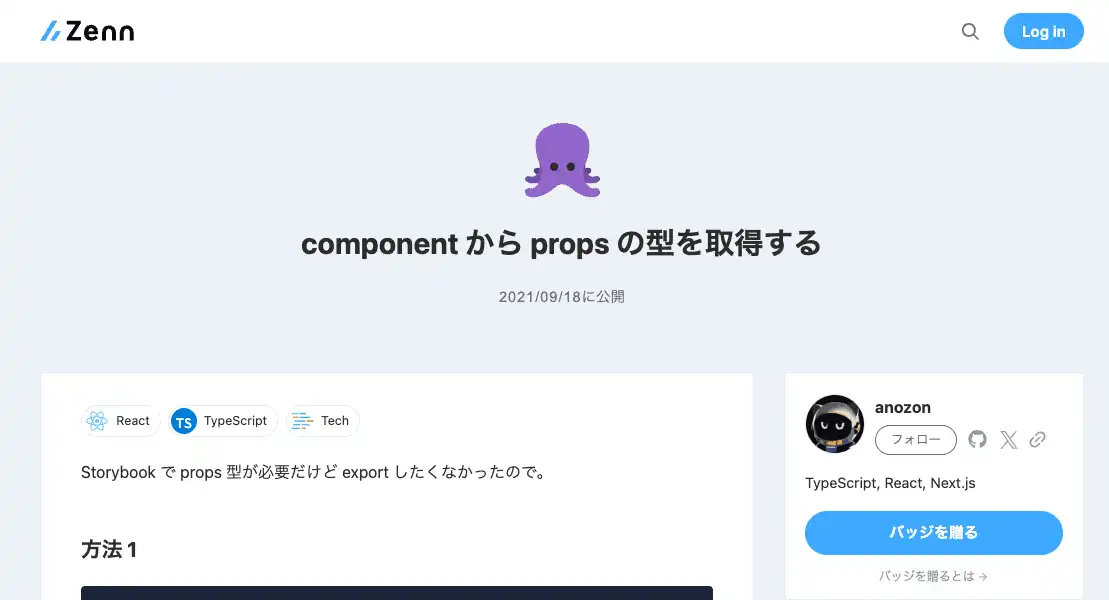 Zenn
Log in
component から props の型を取得する
2021/09/18に公開
React
TS
TypeScript
Tech
Storybook で props 型が必要だけど export したくなかったので。
方法 1
anozon
フォロー
TypeScript, React, Next.js
バッジを贈る
バッジを贈るとは →